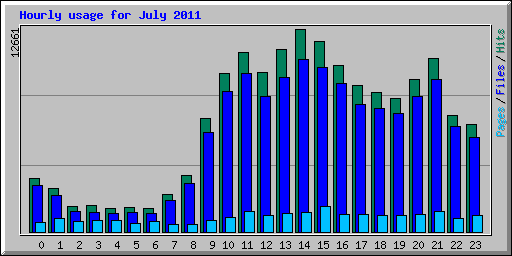 Hourly usage for July 2011
12661
Pages / Files / Hits
0 1 2 3 4 5 6 7 8 9 10 11 12 13 14 15 16 17 18 19 20 21 22 23